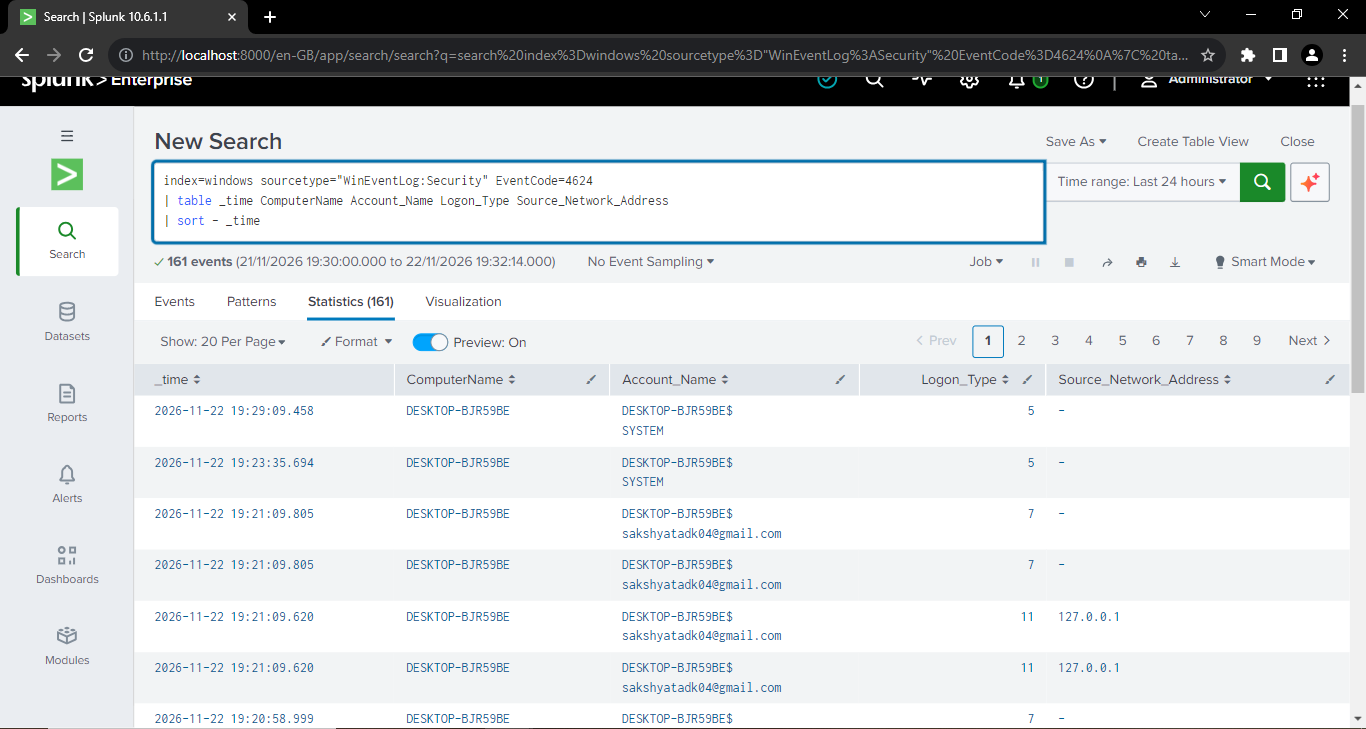 Search | Splunk 10.6.1.1
http://localhost:8000/en-GB/app/search/search?q=search%20index%3Dwindows%20sourcetype%3D"WinEventLog%3ASecurity"%20EventCode%3D4624%0A%7C%20ta...
splunk>Enterprise
1
Administrator
New Search
Save As
Create Table View
Close
index=windows sourcetype="WinEventLog:Security" EventCode=4624
| table _time ComputerName Account_Name Logon_Type Source_Network_Address
| sort - _time
Time range: Last 24 hours
161 events (21/11/2026 19:30:00.000 to 22/11/2026 19:32:14.000)
No Event Sampling
Job
Smart Mode
Search
Datasets
Reports
Alerts
Dashboards
Modules
Events
Patterns
Statistics (161)
Visualization
Show: 20 Per Page
Format
Preview: On
< Prev 1 2 3 4 5 6 7 8 9 Next >
_time ComputerName Account_Name Logon_Type Source_Network_Address
2026-11-22 19:29:09.458 DESKTOP-BJR59BE DESKTOP-BJR59BE$ 5 -
SYSTEM
2026-11-22 19:23:35.694 DESKTOP-BJR59BE DESKTOP-BJR59BE$ 5 -
SYSTEM
2026-11-22 19:21:09.805 DESKTOP-BJR59BE DESKTOP-BJR59BE$ 7 -
sakshyatadk04@gmail.com
2026-11-22 19:21:09.805 DESKTOP-BJR59BE DESKTOP-BJR59BE$ 7 -
sakshyatadk04@gmail.com
2026-11-22 19:21:09.620 DESKTOP-BJR59BE DESKTOP-BJR59BE$ 11 127.0.0.1
sakshyatadk04@gmail.com
2026-11-22 19:21:09.620 DESKTOP-BJR59BE DESKTOP-BJR59BE$ 11 127.0.0.1
sakshyatadk04@gmail.com
2026-11-22 19:20:58.999 DESKTOP-BJR59BE DESKTOP-BJR59BE$ 7 -